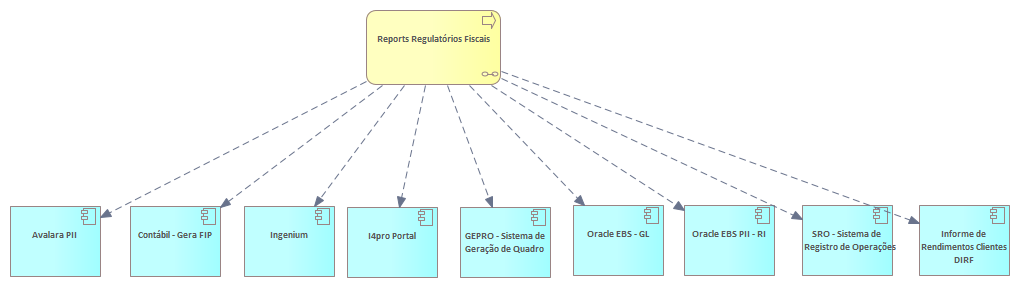 Reports Regulatórios Fiscais
Avalara PII
Contábil - Gera FIP
Ingenium
I4pro Portal
GEPRO - Sistema de
Geração de Quadro
Oracle EBS - GL
Oracle EBS PII - RI
SRO - Sistema de
Registro de Operações
Informe de
Rendimentos Clientes
DIRF